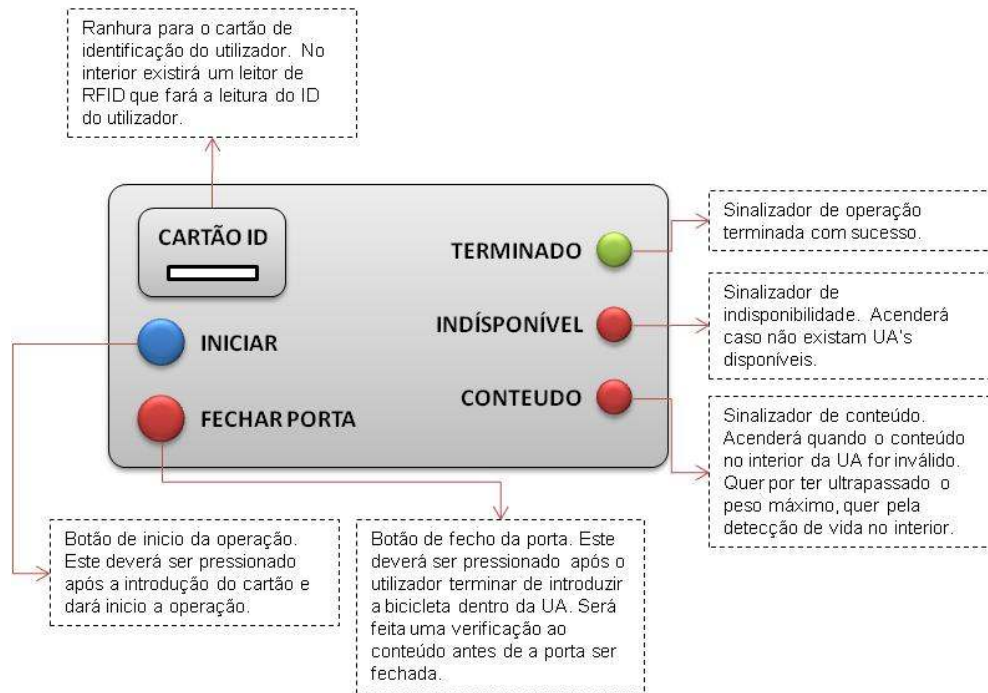 Ranhura para o cartão de
identificação do utilizador. No
interior existirá um leitor de
RFID que fará a leitura do ID
do utilizador.
CARTÃO ID
INICIAR
FECHAR PORTA
TERMINADO
INDÍSPONÍVEL
CONTEUDO
Sinalizador de operação
terminada com sucesso.
Sinalizador de
indisponibilidade. Acenderá
caso não existam UA's
disponíveis.
Sinalizador de conteúdo.
Acenderá quando o conteúdo
no interior da UA for inválido.
Quer por ter ultrapassado o
peso máximo, quer pela
detecção de vida no interior.
Botão de inicio da operação.
Este deverá ser pressionado
após a introdução do cartão e
dará inicio a operação.
Botão de fecho da porta. Este
deverá ser pressionado após o
utilizador terminar de introduzir
a bicicleta dentro da UA. Será
feita uma verificação ao
conteúdo antes de a porta ser
fechada.